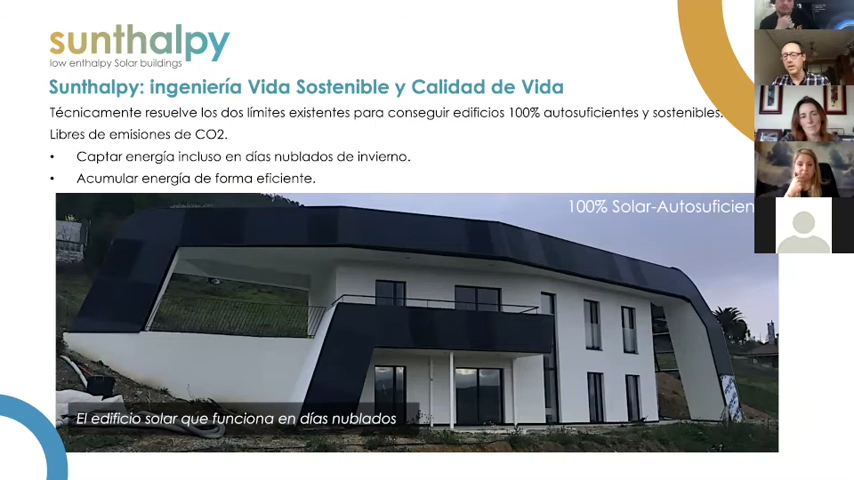 sunthalpy
low enthalpy Solar buildings
Sunthalpy: ingeniería Vida Sostenible y Calidad de Vida
Técnicamente resuelve los dos límites existentes para conseguir edificios 100% autosuficientes y sostenibles.
Libres de emisiones de CO2.
• Captar energía incluso en días nublados de invierno.
• Acumular energía de forma eficiente.
100% Solar-Autosuficien
El edificio solar que funciona en días nublados